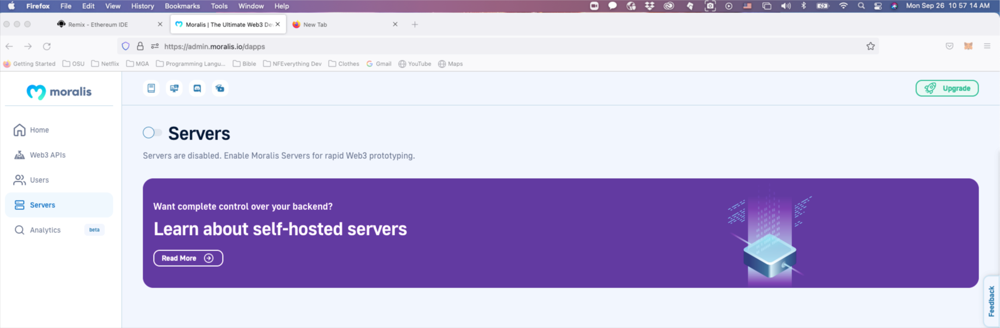 Firefox File Edit View History Bookmarks Tools Window Help Mon Sep 26 10 57 14 AM
Remix - Ethereum IDE Moralis | The Ultimate Web3 De New Tab
https://admin.moralis.io/dapps
Getting Started OSU Netflix MGA Programming Langu... Bible NFEverything Dev Clothes Gmail YouTube Maps
moralis
Upgrade
Home
Web3 APIs
Users
Servers
Analytics beta
Servers
Servers are disabled. Enable Moralis Servers for rapid Web3 prototyping.
Want complete control over your backend?
Learn about self-hosted servers
Read More
Feedback